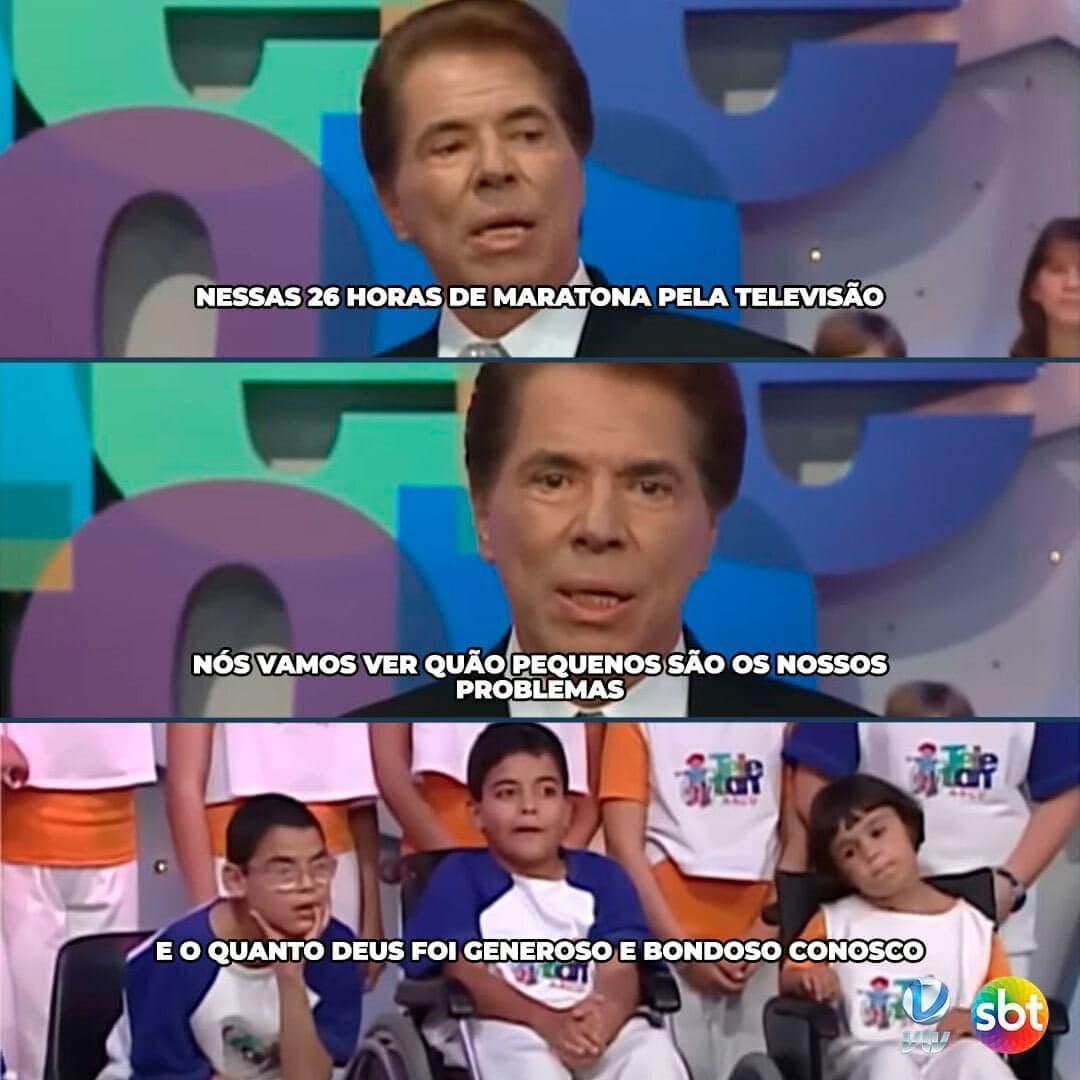 NESSAS 26 HORAS DE MARATONA PELA TELEVISÃO
NÓS VAMOS VER QUÃO PEQUENOS SÃO OS NOSSOS
PROBLEMAS
Tele
E O QUANTO DEUS FOI GENEROSO E BONDOSO CONOSCO
sbt